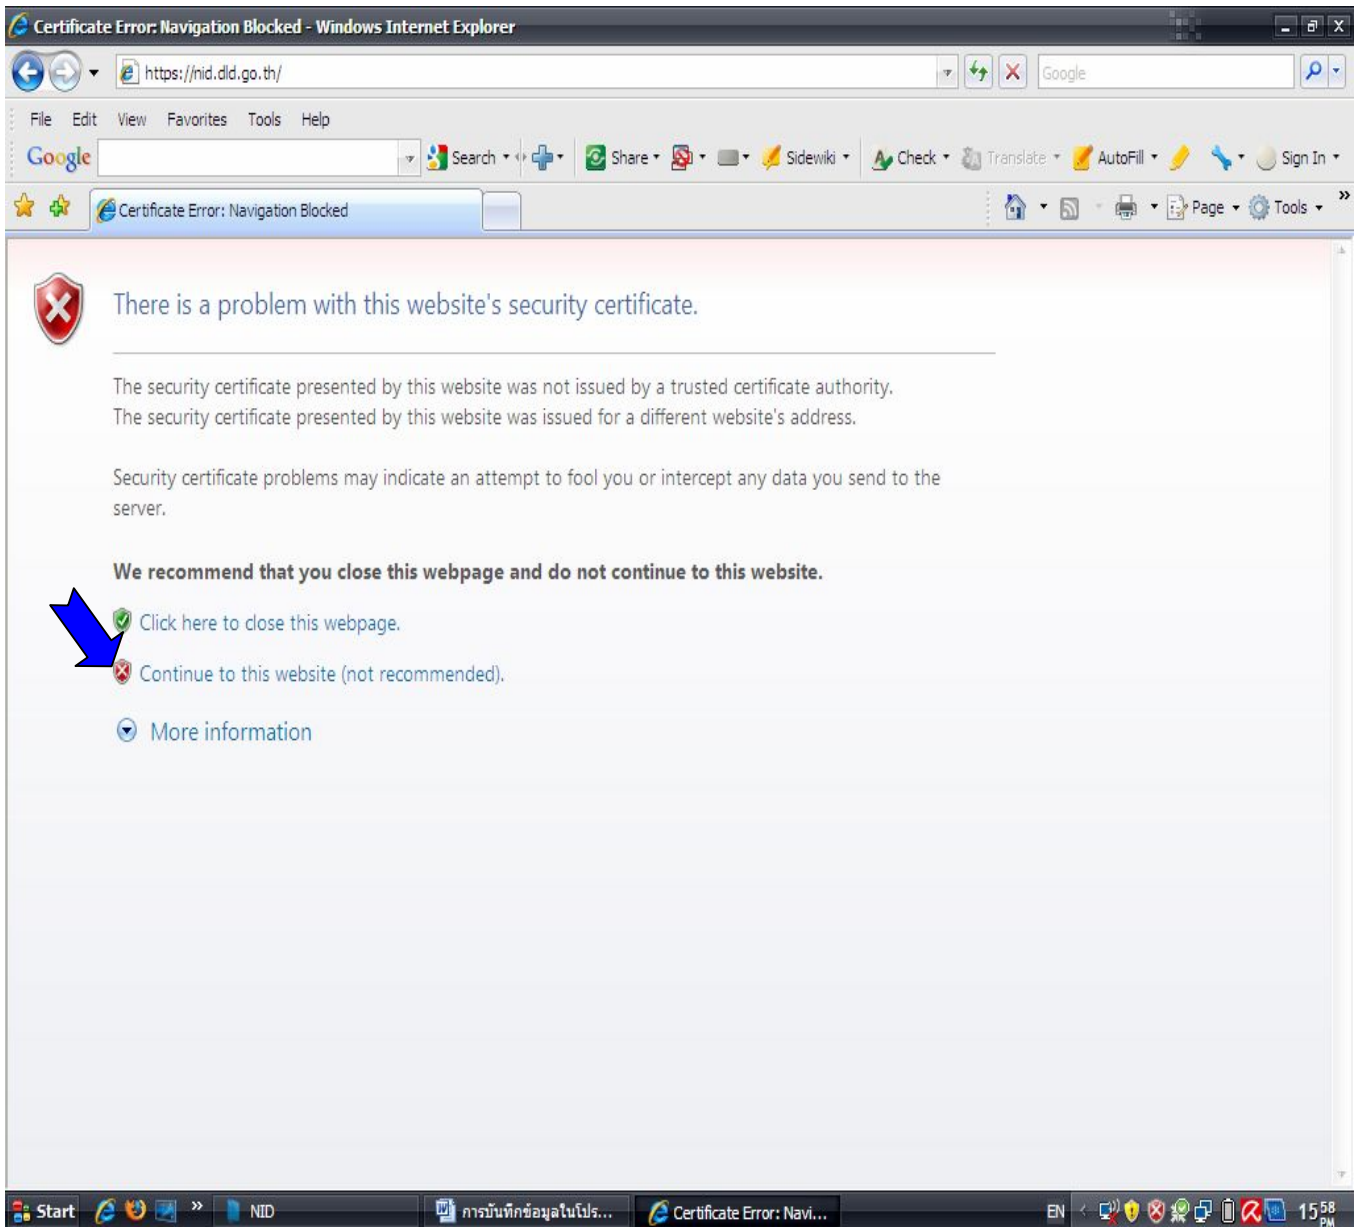 Certificate Error: Navigation Blocked - Windows Internet Explorer
https://nid.dld.go.th/
Google
File Edit View Favorites Tools Help
Google Search Share Sidewiki Check Translate AutoFill Sign In
Certificate Error: Navigation Blocked
Page Tools »
There is a problem with this website's security certificate.
The security certificate presented by this website was not issued by a trusted certificate authority.
The security certificate presented by this website was issued for a different website's address.
Security certificate problems may indicate an attempt to fool you or intercept any data you send to the
server.
We recommend that you close this webpage and do not continue to this website.
Click here to close this webpage.
Continue to this website (not recommended).
More information
Start » NID การบันทึกข้อมูลในโปร... Certificate Error: Navi... EN 15 58